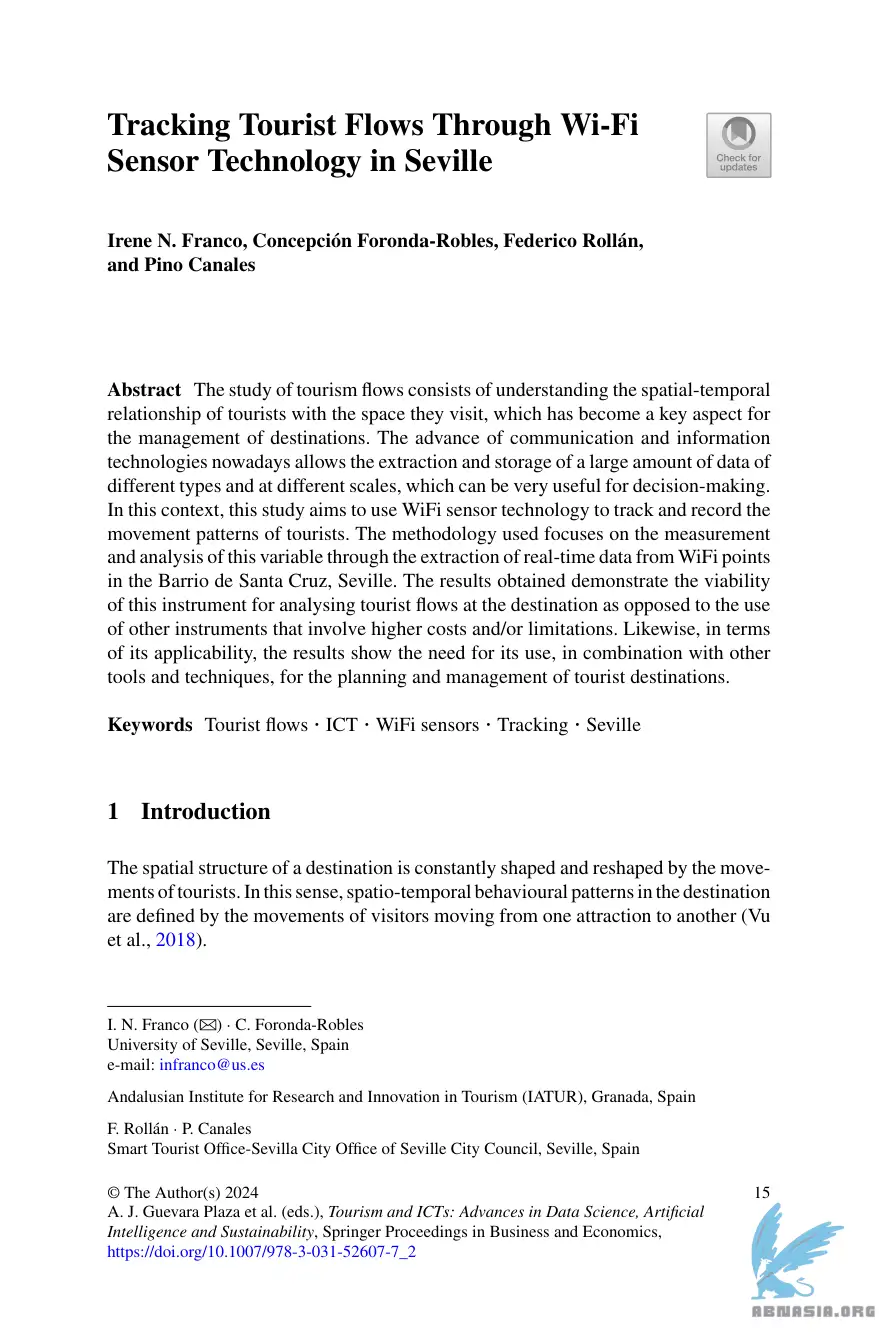 Tracking Tourist Flows Through Wi-Fi
Sensor Technology in Seville
Check for
updates
Irene N. Franco, Concepción Foronda-Robles, Federico Rollán,
and Pino Canales
Abstract The study of tourism flows consists of understanding the spatial-temporal
relationship of tourists with the space they visit, which has become a key aspect for
the management of destinations. The advance of communication and information
technologies nowadays allows the extraction and storage of a large amount of data of
different types and at different scales, which can be very useful for decision-making.
In this context, this study aims to use WiFi sensor technology to track and record the
movement patterns of tourists. The methodology used focuses on the measurement
and analysis of this variable through the extraction of real-time data from WiFi points
in the Barrio de Santa Cruz, Seville. The results obtained demonstrate the viability
of this instrument for analysing tourist flows at the destination as opposed to the use
of other instruments that involve higher costs and/or limitations. Likewise, in terms
of its applicability, the results show the need for its use, in combination with other
tools and techniques, for the planning and management of tourist destinations.
Keywords Tourist flows · ICT · WiFi sensors · Tracking · Seville
1 Introduction
The spatial structure of a destination is constantly shaped and reshaped by the move-
ments of tourists. In this sense, spatio-temporal behavioural patterns in the destination
are defined by the movements of visitors moving from one attraction to another (Vu
et al., 2018).
I. N. Franco (✉) · C. Foronda-Robles
University of Seville, Seville, Spain
e-mail: infranco@us.es
Andalusian Institute for Research and Innovation in Tourism (IATUR), Granada, Spain
F. Rollán · P. Canales
Smart Tourist Office-Sevilla City Office of Seville City Council, Seville, Spain
© The Author(s) 2024 15
A. J. Guevara Plaza et al. (eds.), Tourism and ICTs: Advances in Data Science, Artificial
Intelligence and Sustainability, Springer Proceedings in Business and Economics,
https://doi.org/10.1007/978-3-031-52607-7_2
ABNASIA.ORG